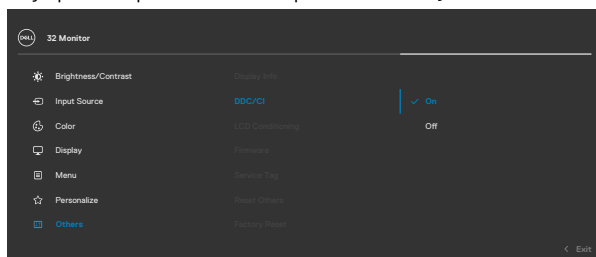 DELL
32 Monitor
Brightness/Contrast
Display Info
Input Source
DDC/CI
On
Color
LCD Conditioning
Off
Display
Firmware
Menu
Service Tag
Personalize
Reset Others
Others
Factory Reset
< Exit